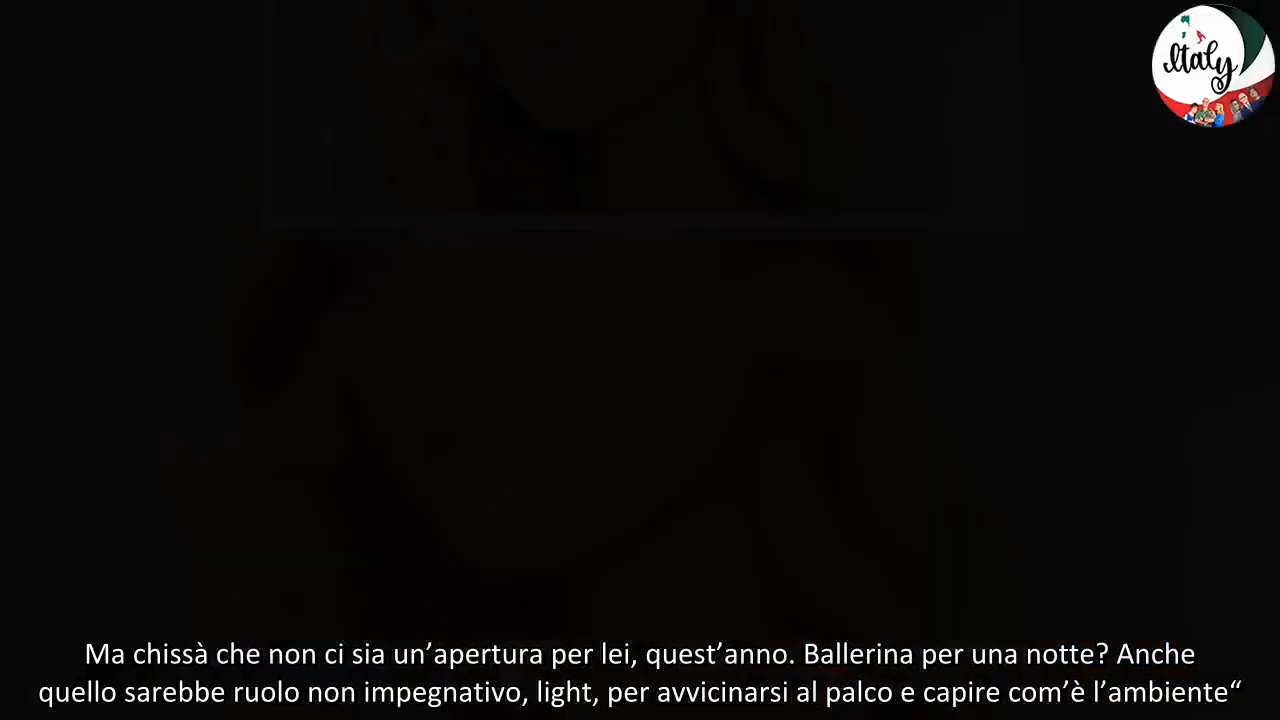 Italy
Ma chissà che non ci sia un’apertura per lei, quest’anno. Ballerina per una notte? Anche
quello sarebbe ruolo non impegnativo, light, per avvicinarsi al palco e capire com’è l’ambiente“